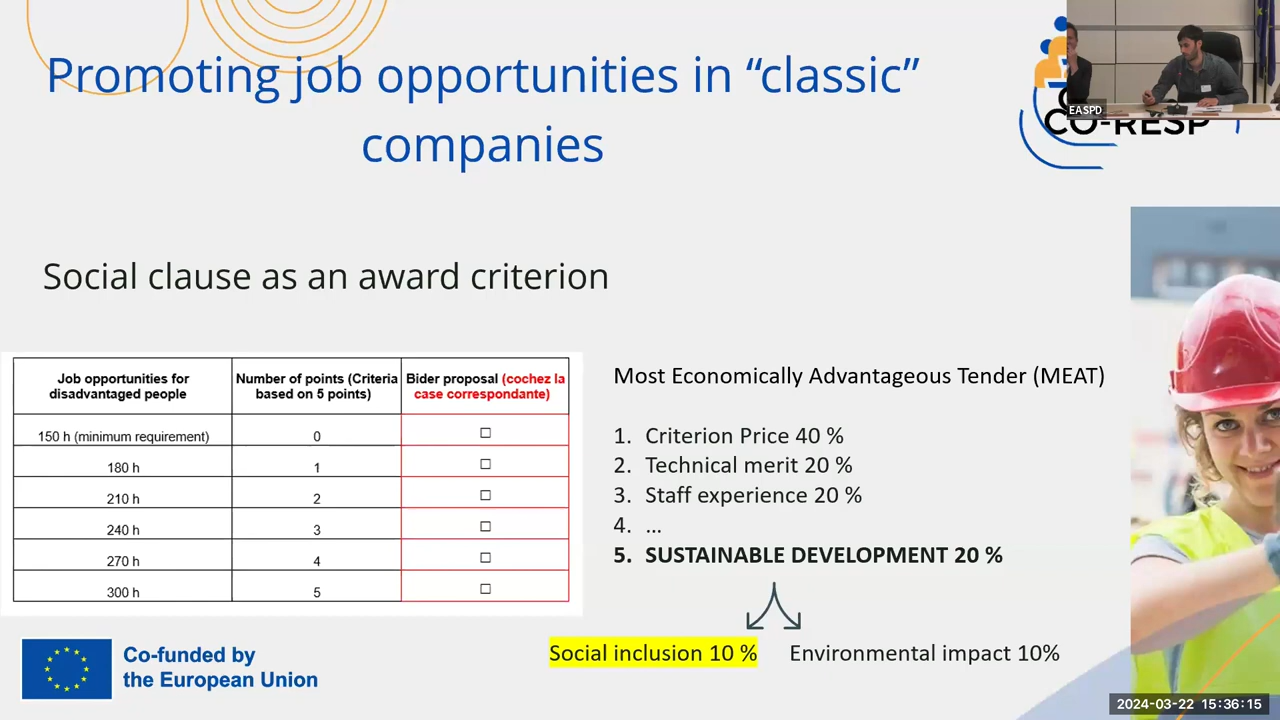 Promoting job opportunities in “classic”
companies
EASPD
CO-RESP
Social clause as an award criterion
Job opportunities for
disadvantaged people
Number of points (Criteria
based on 5 points)
Bider proposal (cochez la
case correspondante)
150 h (minimum requirement) 0 ☐
180 h 1 ☐
210 h 2 ☐
240 h 3 ☐
270 h 4 ☐
300 h 5 ☐
Most Economically Advantageous Tender (MEAT)
1. Criterion Price 40 %
2. Technical merit 20 %
3. Staff experience 20 %
4. ...
5. SUSTAINABLE DEVELOPMENT 20 %
Social inclusion 10 % Environmental impact 10%
Co-funded by
the European Union
2024-03-22 15:36:15